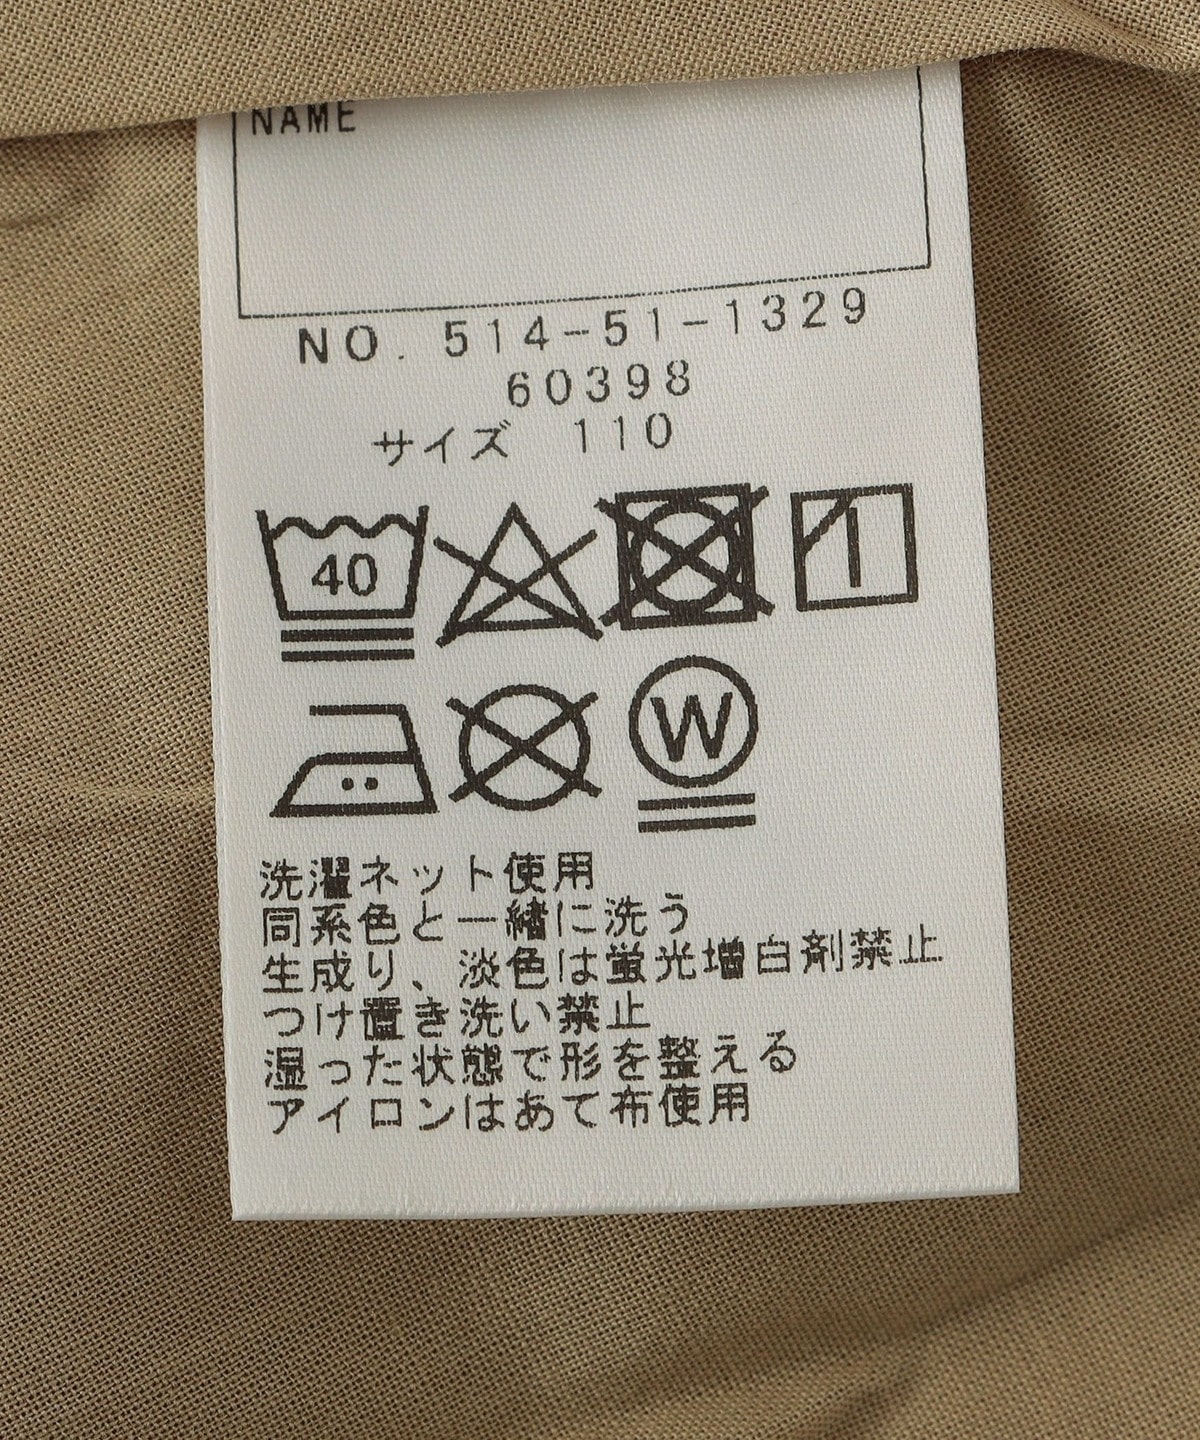 NAME
NO. 514-51-1329
60398
サイズ 110
40
W
洗濯ネット使用
同系色と一緒に洗う
生成り、淡色は蛍光増白剤禁止
つけ置き洗い禁止
湿った状態で形を整える
アイロンはあて布使用